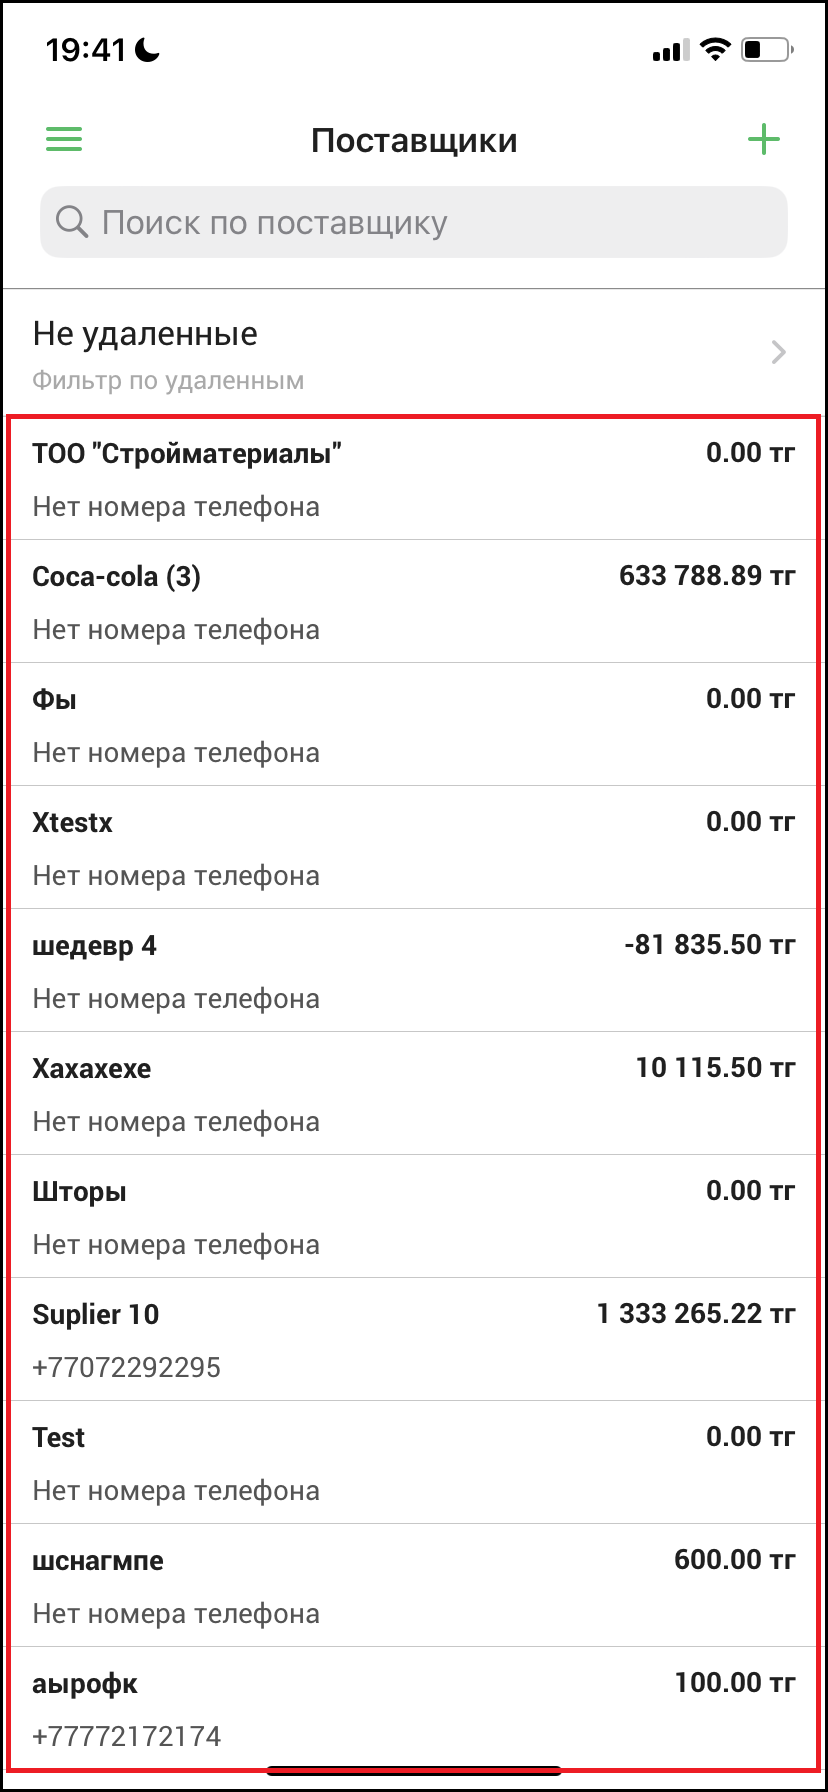 19:41
Поставщики
Поиск по поставщику
Не удаленные
Фильтр по удаленным
ТОО "Стройматериалы" 0.00 тг
Нет номера телефона
Coca-cola (3) 633 788.89 тг
Нет номера телефона
Фы 0.00 тг
Нет номера телефона
Xtestx 0.00 тг
Нет номера телефона
шедевр 4 -81 835.50 тг
Нет номера телефона
Хахахехе 10 115.50 тг
Нет номера телефона
Шторы 0.00 тг
Нет номера телефона
Suplier 10 1 333 265.22 тг
+77072292295
Test 0.00 тг
Нет номера телефона
шснагмпе 600.00 тг
Нет номера телефона
аырофк 100.00 тг
+77772172174